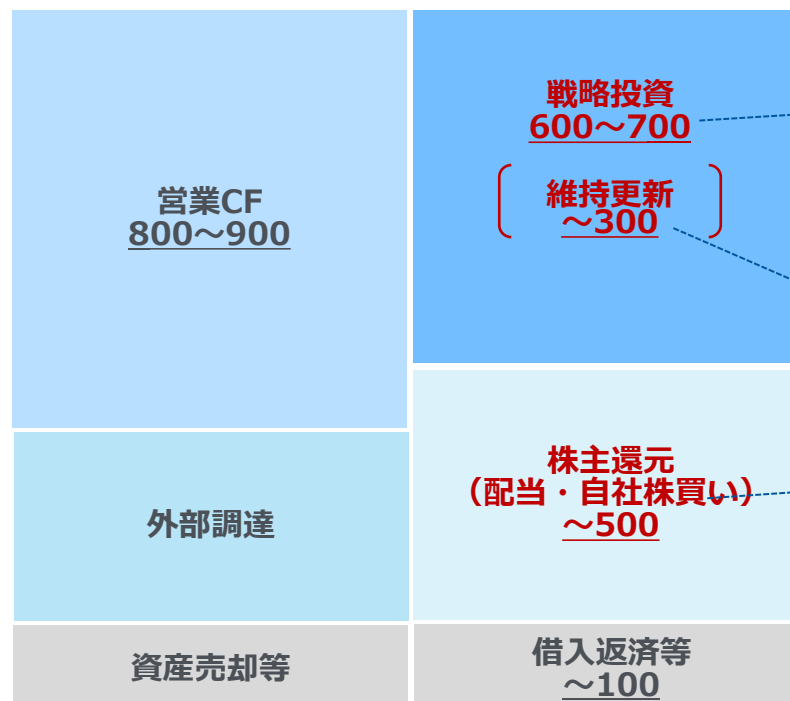 営業CF
800～900
外部調達
資産売却等
戦略投資
600～700
維持更新
～300
株主還元
（配当・自社株買い）
～500
借入返済等
～100